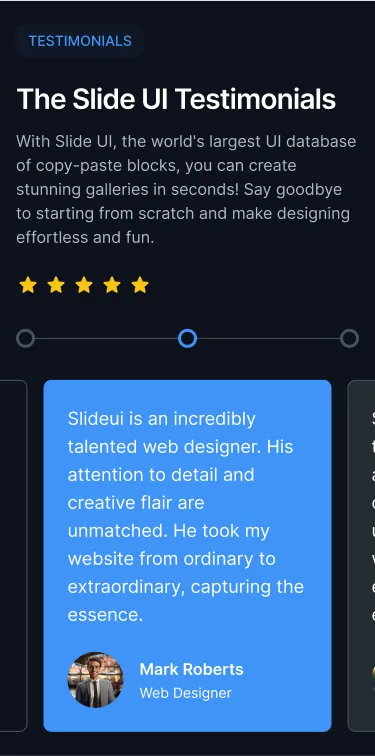 TESTIMONIALS
The Slide UI Testimonials
With Slide UI, the world's largest UI database
of copy-paste blocks, you can create
stunning galleries in seconds! Say goodbye
to starting from scratch and make designing
effortless and fun.
Slideui is an incredibly
talented web designer. His
attention to detail and
creative flair are
unmatched. He took my
website from ordinary to
extraordinary, capturing the
essence.
Mark Roberts
Web Designer